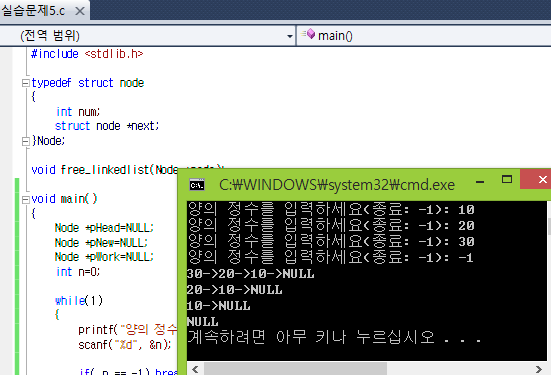 실습문제5.c
(전역 범위)
main()
#include <stdlib.h>
typedef struct node
{
int num;
struct node *next;
}Node;
void free_linkedlist(Node
void main()
{
Node *pHead=NULL;
Node *pNew=NULL;
Node *pWork=NULL;
int n=0;
while(1)
{
printf("양의 정수
scanf("%d", &n);
if( n == -1) break
C:₩WINDOWS₩system32₩cmd.exe
양의 정수를 입력하세요(종료: -1): 10
양의 정수를 입력하세요(종료: -1): 20
양의 정수를 입력하세요(종료: -1): 30
양의 정수를 입력하세요(종료: -1): -1
30->20->10->NULL
20->10->NULL
10->NULL
NULL
계속하려면 아무 키나 누르십시오 . . .